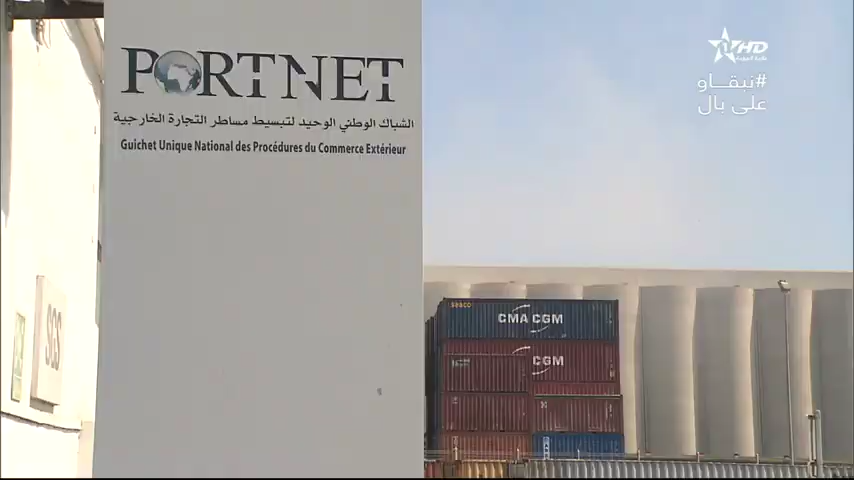 PORTNET
الشباك الوطني الوحيد لتبسيط مساطر التجارة الخارجية
Guichet Unique National des Procédures du Commerce Extérieur
HD
#نبقاو
على بال
seaco
CMA CGM
CGM
SGS